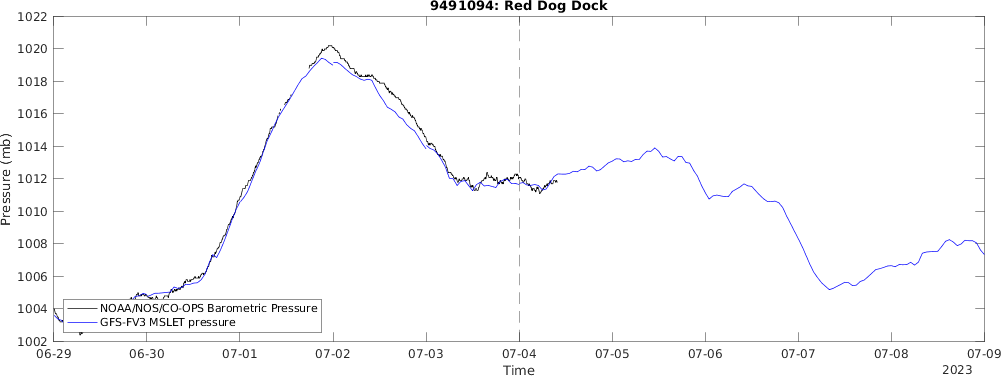 9491094: Red Dog Dock
1022
1020
1018
1016
1014
1012
1010
1008
1006
1004
1002
Pressure (mb)
NOAA/NOS/CO-OPS Barometric Pressure
GFS-FV3 MSLET pressure
06-29 06-30 07-01 07-02 07-03 07-04 07-05 07-06 07-07 07-08 07-09
Time
2023